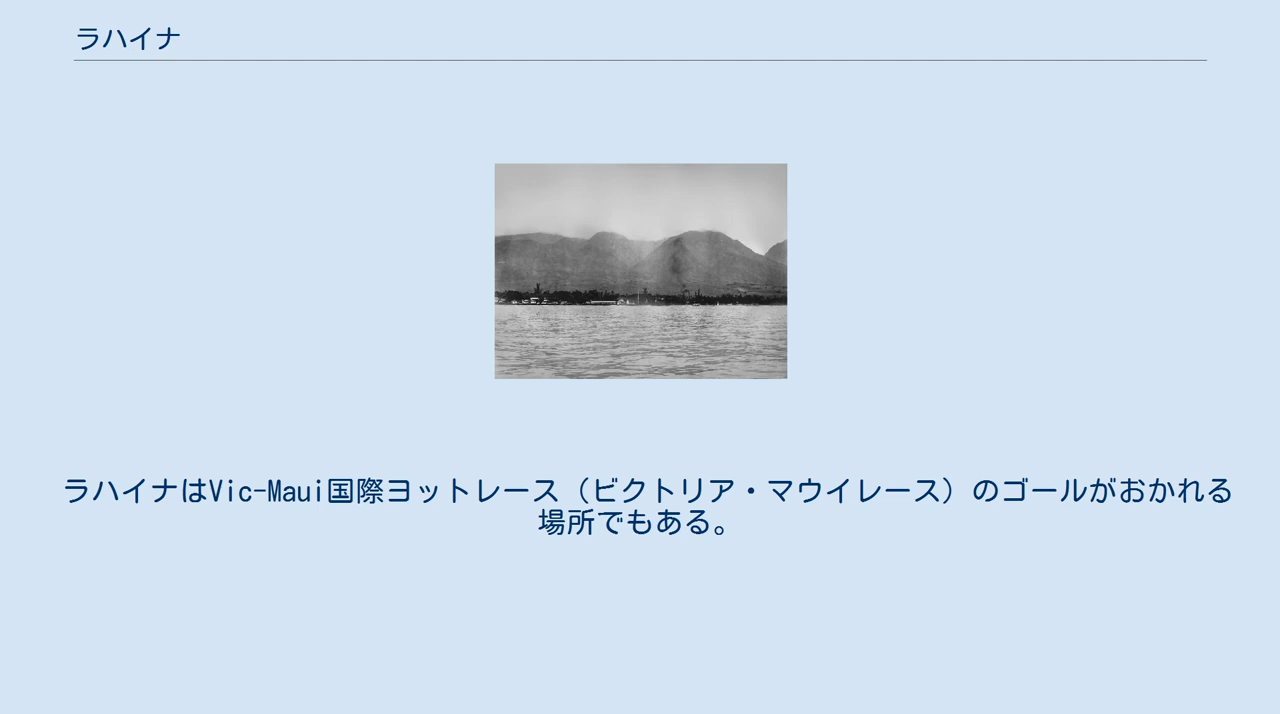 ラハイナ
ラハイナはVic-Maui国際ヨットレース（ビクトリア・マウイレース）のゴールがおかれる
場所でもある。